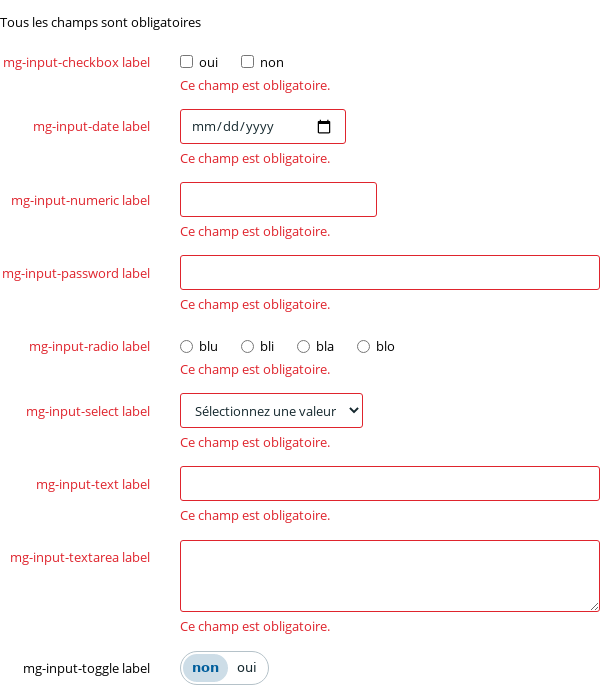 Tous les champs sont obligatoires
mg-input-checkbox label oui non
Ce champ est obligatoire.
mg-input-date label mm/dd/yyyy
Ce champ est obligatoire.
mg-input-numeric label
Ce champ est obligatoire.
mg-input-password label
Ce champ est obligatoire.
mg-input-radio label blu bli bla blo
Ce champ est obligatoire.
mg-input-select label Sélectionnez une valeur
Ce champ est obligatoire.
mg-input-text label
Ce champ est obligatoire.
mg-input-textarea label
Ce champ est obligatoire.
mg-input-toggle label non oui